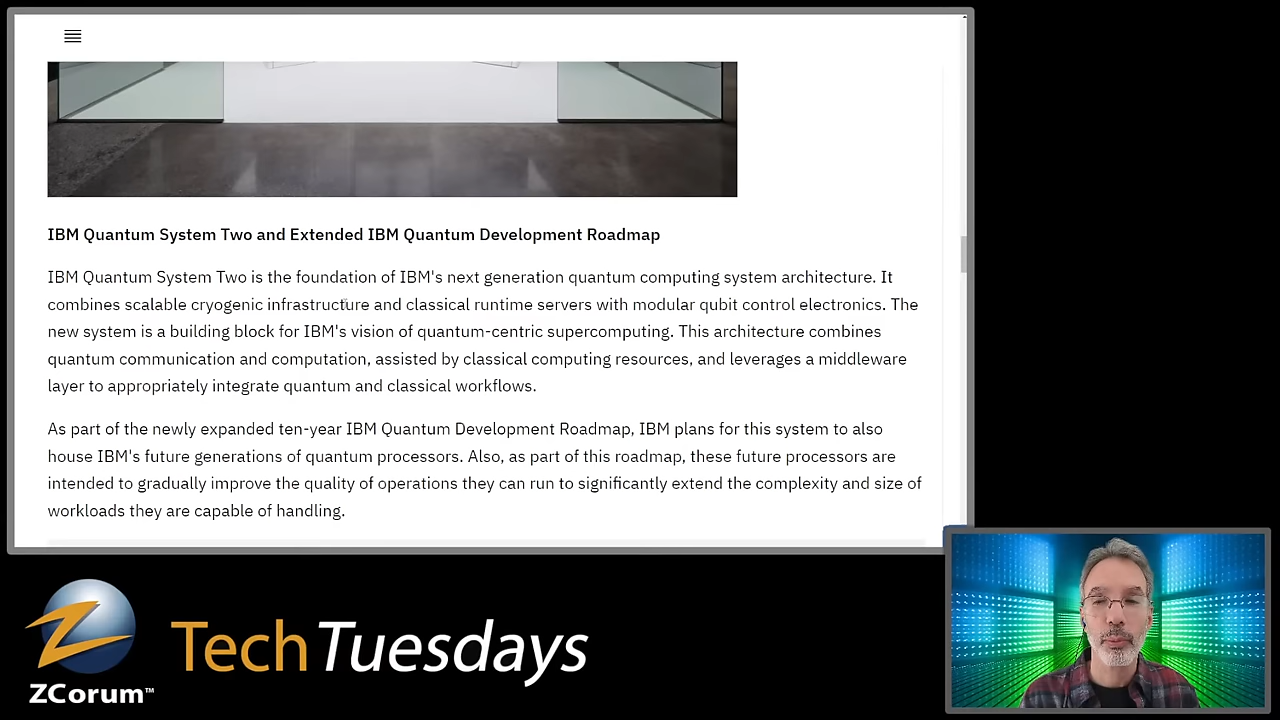 IBM Quantum System Two and Extended IBM Quantum Development Roadmap
IBM Quantum System Two is the foundation of IBM's next generation quantum computing system architecture. It
combines scalable cryogenic infrastructure and classical runtime servers with modular qubit control electronics. The
new system is a building block for IBM's vision of quantum-centric supercomputing. This architecture combines
quantum communication and computation, assisted by classical computing resources, and leverages a middleware
layer to appropriately integrate quantum and classical workflows.
As part of the newly expanded ten-year IBM Quantum Development Roadmap, IBM plans for this system to also
house IBM's future generations of quantum processors. Also, as part of this roadmap, these future processors are
intended to gradually improve the quality of operations they can run to significantly extend the complexity and size of
workloads they are capable of handling.
TechTuesdays
ZCorum™